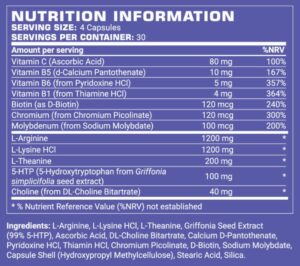 NUTRITION INFORMATION
SERVING SIZE: 4 Capsules
SERVINGS PER CONTAINER: 30
Amount per serving %NRV
Vitamin C (Ascorbic Acid) 80 mg 100%
Vitamin B5 (d-Calcium Pantothenate) 10 mg 167%
Vitamin B6 (from Pyridoxine HCl) 5 mg 357%
Vitamin B1 (from Thiamine HCl) 4 mg 364%
Biotin (as D-Biotin) 120 mcg 240%
Chromium (from Chromium Picolinate) 120 mcg 300%
Molybdenum (from Sodium Molybdate) 100 mcg 200%
L-Arginine 1200 mg *
L-Lysine HCl 1200 mg *
L-Theanine 200 mg *
5-HTP (5-Hydroxytryptophan from Griffonia
simplicifolia seed extract) 100 mg *
Choline (from DL-Choline Bitartrate) 40 mg *
* % Nutrient Reference Value (%NRV) not established
Ingredients: L-Arginine, L-Lysine HCl, L-Theanine, Griffonia Seed Extract
(99% 5-HTP), Ascorbic Acid, DL-Choline Bitartrate, Calcium D-Pantothenate,
Pyridoxine HCl, Thiamin HCl, Chromium Picolinate, D-Biotin, Sodium Molybdate,
Capsule Shell (Hydroxypropyl Methylcellulose), Stearic Acid, Silica.